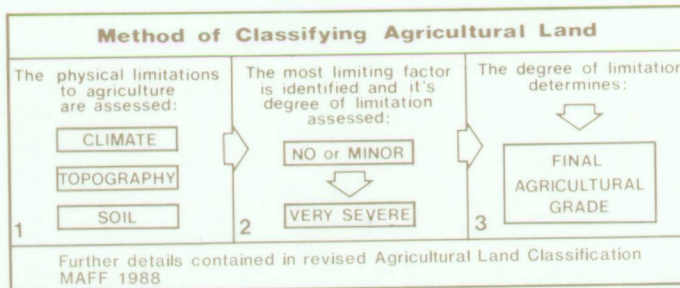 Method of Classifying Agricultural Land
The physical limitations
to agriculture
are assessed:
CLIMATE
TOPOGRAPHY
SOIL
1
The most limiting factor
is identified and it's
degree of limitation
assessed:
NO or MINOR
VERY SEVERE
2
The degree of limitation
determines:
FINAL
AGRICULTURAL
GRADE
3
Further details contained in revised Agricultural Land Classification
MAFF 1988